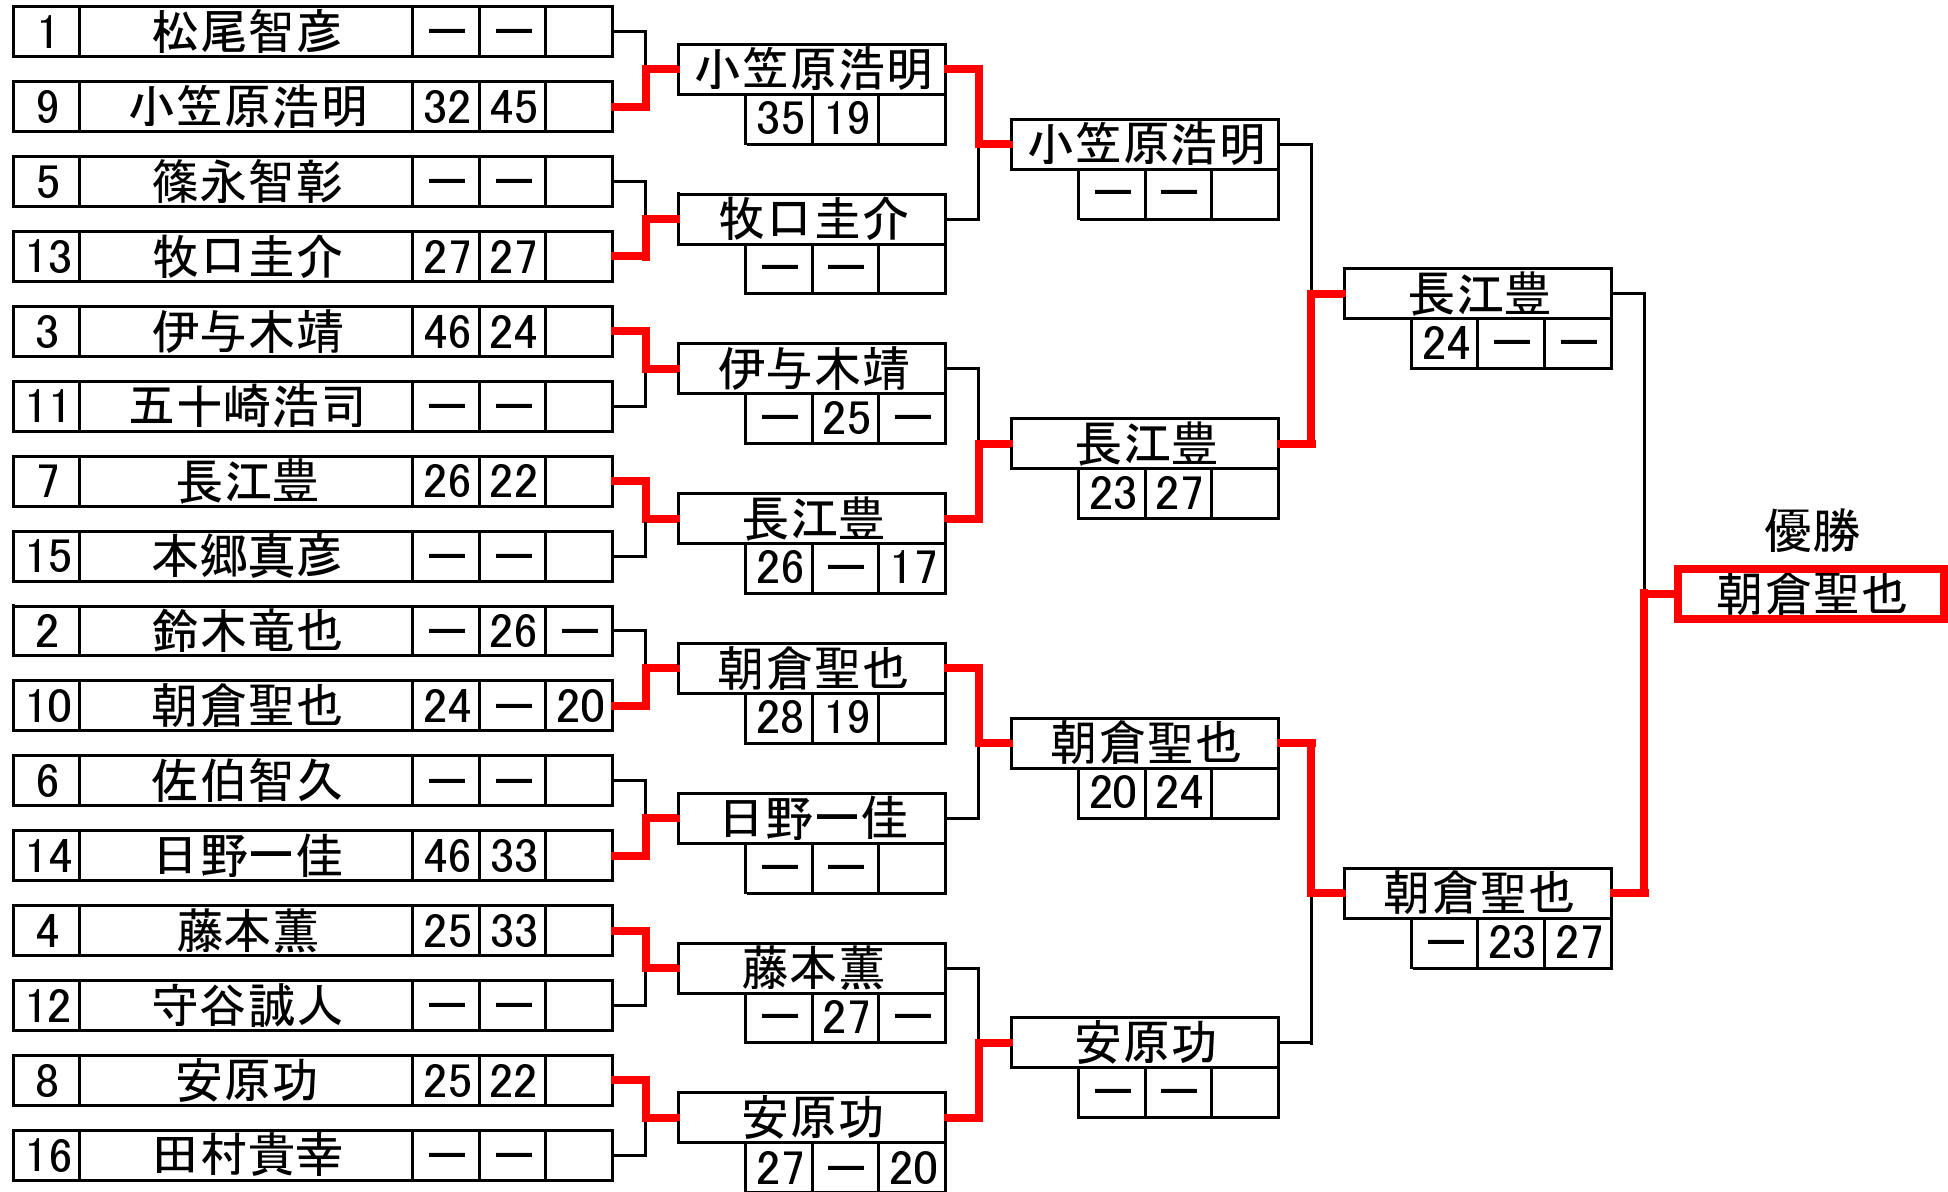 1 松尾智彦 ー ー
9 小笠原浩明 32 45
5 篠永智彰 ー ー
13 牧口圭介 27 27
3 伊与木靖 46 24
11 五十崎浩司 ー ー
7 長江豊 26 22
15 本郷真彦 ー ー
2 鈴木竜也 ー 26 ー
10 朝倉聖也 24 ー 20
6 佐伯智久 ー ー
14 日野一佳 46 33
4 藤本薫 25 33
12 守谷誠人 ー ー
8 安原功 25 22
16 田村貴幸 ー ー
小笠原浩明
35 19
牧口圭介
ー ー
伊与木靖
ー 25 ー
長江豊
26 ー 17
朝倉聖也
28 19
日野一佳
ー ー
藤本薫
ー 27 ー
安原功
27 ー 20
小笠原浩明
ー ー
長江豊
23 27
朝倉聖也
20 24
安原功
ー ー
長江豊
24 ー ー
朝倉聖也
ー 23 27
優勝
朝倉聖也